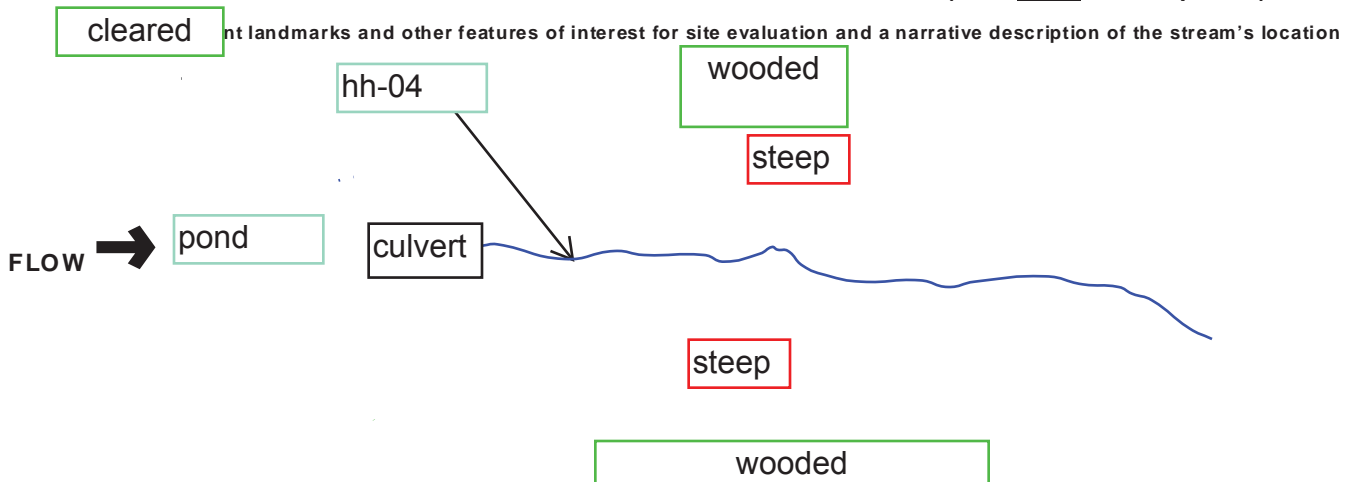 cleared
nt landmarks and other features of interest for site evaluation and a narrative description of the stream's location
wooded
hh-04
steep
FLOW
pond
culvert
steep
wooded